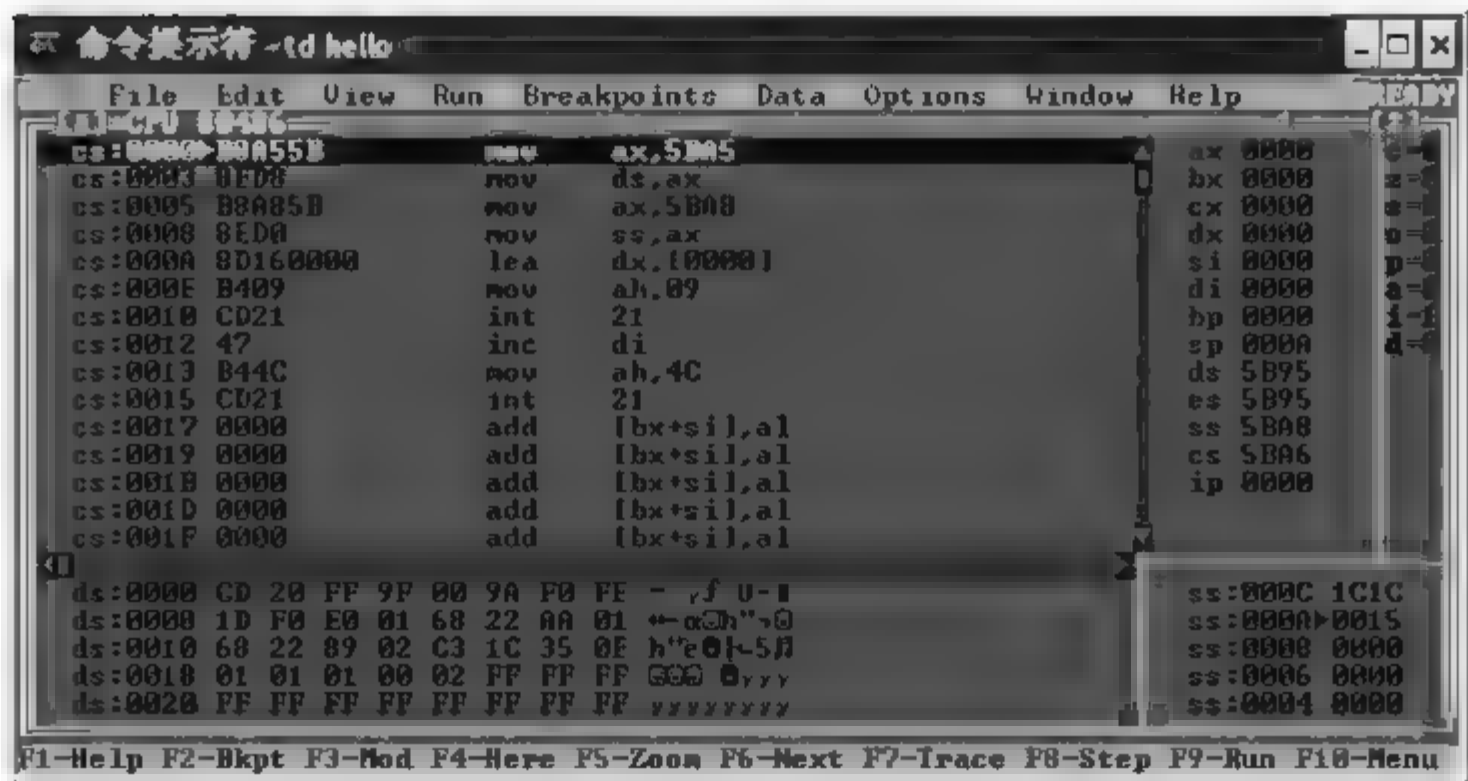 命令提示符 -td hello
File Edit View Run Breakpoints Data Options Window Help READY
CPU 80486
cs:0000▶B8A55B mov ax,5BA5
cs:0003 8ED8 mov ds,ax
cs:0005 B8A85B mov ax,5BA8
cs:0008 8ED0 mov ss,ax
cs:000A 8D160000 lea dx,[0000]
cs:000E B409 mov ah,09
cs:0010 CD21 int 21
cs:0012 47 inc di
cs:0013 B44C mov ah,4C
cs:0015 CD21 int 21
cs:0017 0000 add [bx+si],al
cs:0019 0000 add [bx+si],al
cs:001B 0000 add [bx+si],al
cs:001D 0000 add [bx+si],al
cs:001F 0000 add [bx+si],al
ax 0000 c=
bx 0000 z=
cx 0000 s=
dx 0000 o=
si 0000 p=
di 0000 a=
bp 0000 i=1
sp 000A d=
ds 5B95
es 5B95
ss 5BA8
cs 5BA6
ip 0000
ds:0000 CD 20 FF 9F 00 9A F0 FE
ds:0008 1D F0 E0 01 68 22 AA 01
ds:0010 68 22 89 02 C3 1C 35 0E
ds:0018 01 01 01 00 02 FF FF FF
ds:0020 FF FF FF FF FF FF FF FF
ss:000C 1C1C
ss:000A▶0015
ss:0008 0000
ss:0006 0000
ss:0004 0000
F1-Help F2-Bkpt F3-Mod F4-Here F5-Zoom F6-Next F7-Trace F8-Step F9-Run F10-Menu